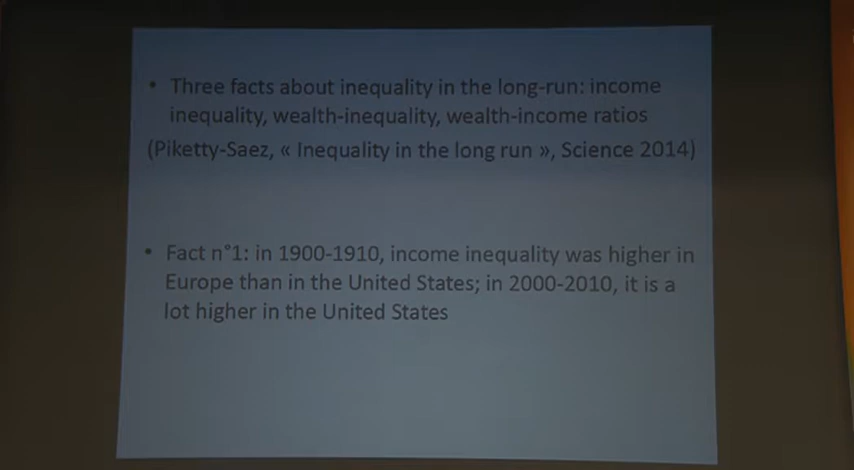 • Three facts about inequality in the long-run: income
inequality, wealth-inequality, wealth-income ratios
(Piketty-Saez, « Inequality in the long run », Science 2014)
• Fact n°1: in 1900-1910, income inequality was higher in
Europe than in the United States; in 2000-2010, it is a
lot higher in the United States